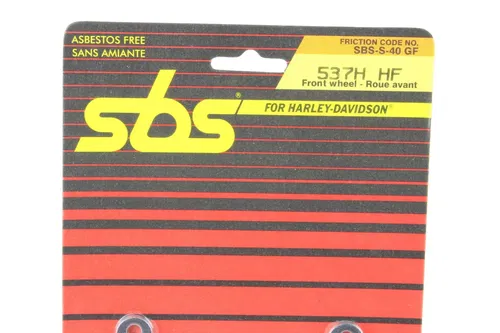 ASBESTOS FREE
SANS AMIANTE
FRICTION CODE NO.
SBS-S-40 GF
537H HF
Front wheel - Roue avant
sbs®
FOR HARLEY-DAVIDSON®